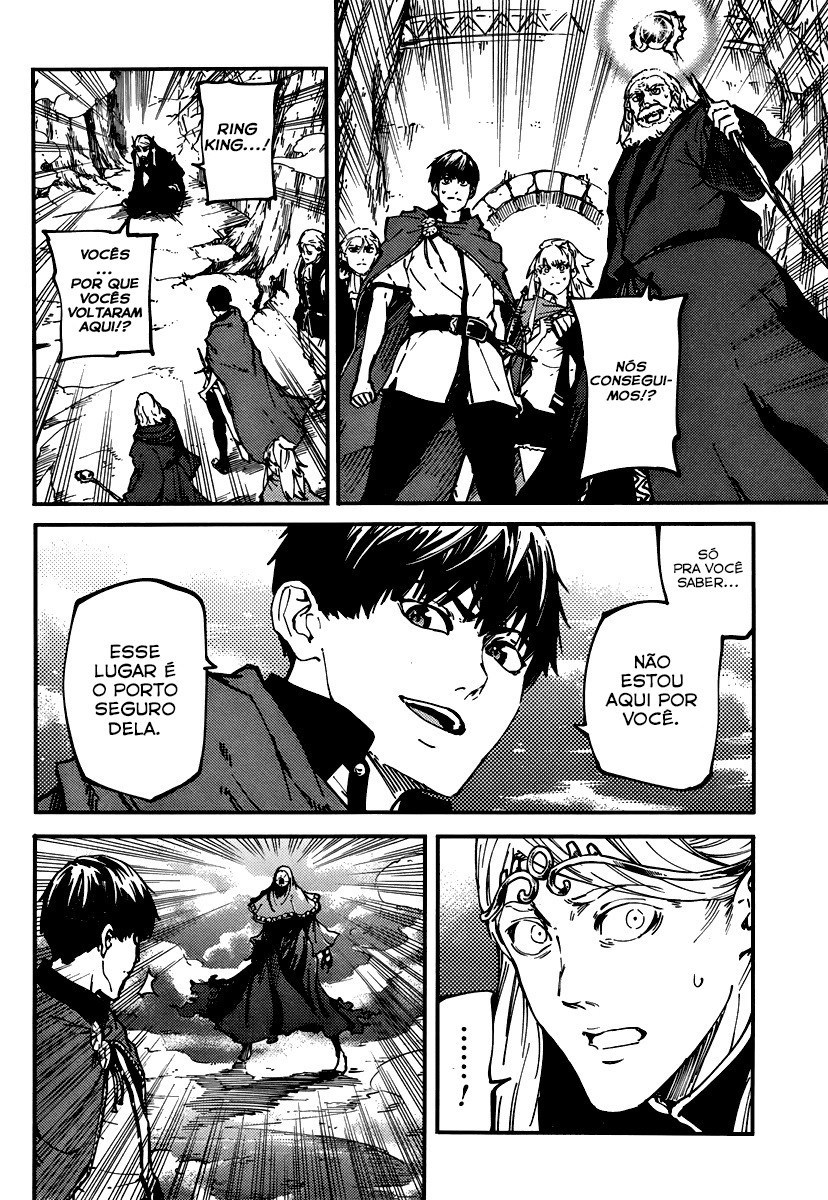 NÓS
CONSEGUI-
MOS!?
RING
KING...!
VOCÊS
...
POR QUE
VOCÊS
VOLTARAM
AQUI!?
SÓ
PRA VOCÊ
SABER...
NÃO
ESTOU
AQUI POR
VOCÊ.
ESSE
LUGAR É
O PORTO
SEGURO
DELA.
......!